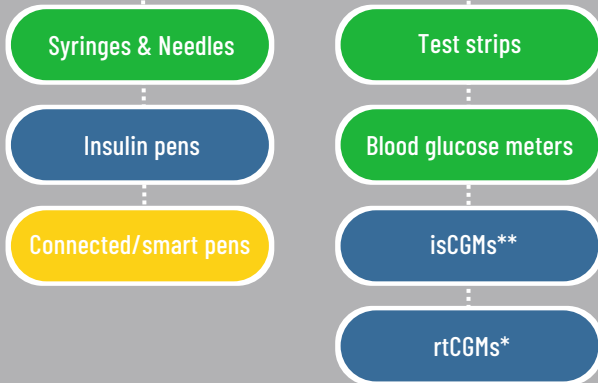 Syringes & Needles
Insulin pens
Connected/smart pens
Test strips
Blood glucose meters
isCGMs**
rtCGMs*